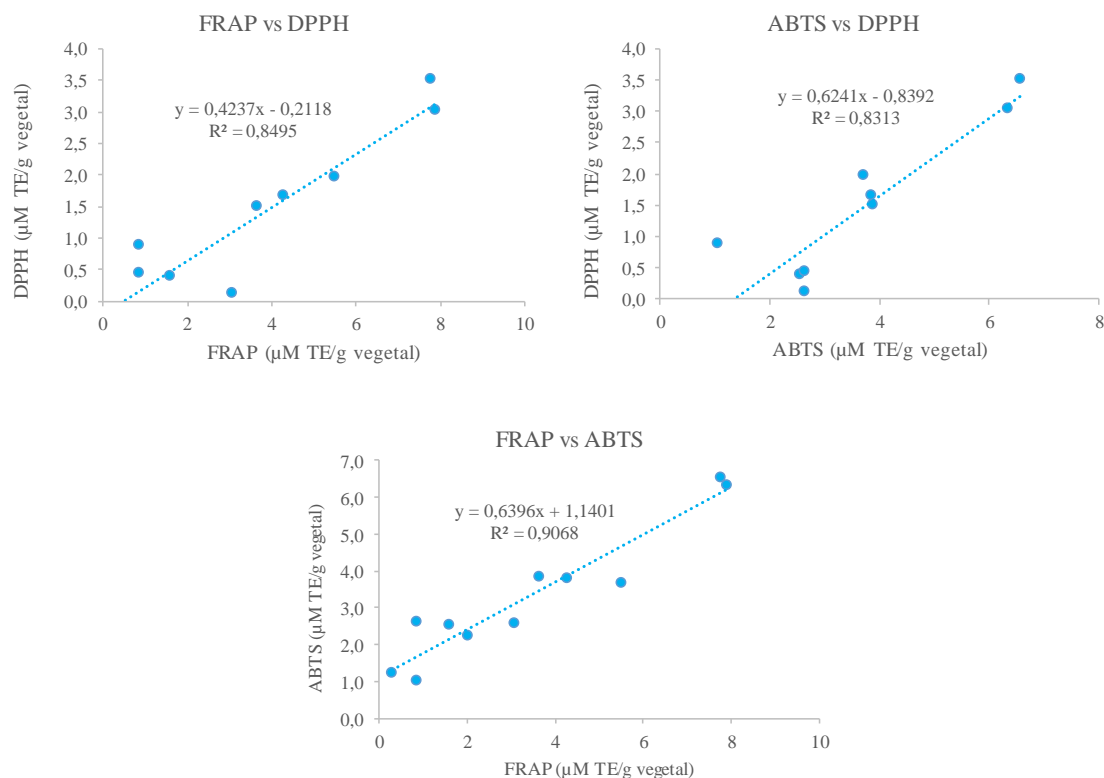 FRAP vs DPPH
4,0
3,5
3,0
2,5
2,0
1,5
1,0
0,5
0,0
DPPH (µM TE/g vegetal)
y = 0,4237x - 0,2118
R² = 0,8495
0 2 4 6 8 10
FRAP (µM TE/g vegetal)
ABTS vs DPPH
4,0
3,5
3,0
2,5
2,0
1,5
1,0
0,5
0,0
DPPH (µM TE/g vegetal)
y = 0,6241x - 0,8392
R² = 0,8313
0 2 4 6 8
ABTS (µM TE/g vegetal)
FRAP vs ABTS
7,0
6,0
5,0
4,0
3,0
2,0
1,0
0,0
ABTS (µM TE/g vegetal)
y = 0,6396x + 1,1401
R² = 0,9068
0 2 4 6 8 10
FRAP (µM TE/g vegetal)